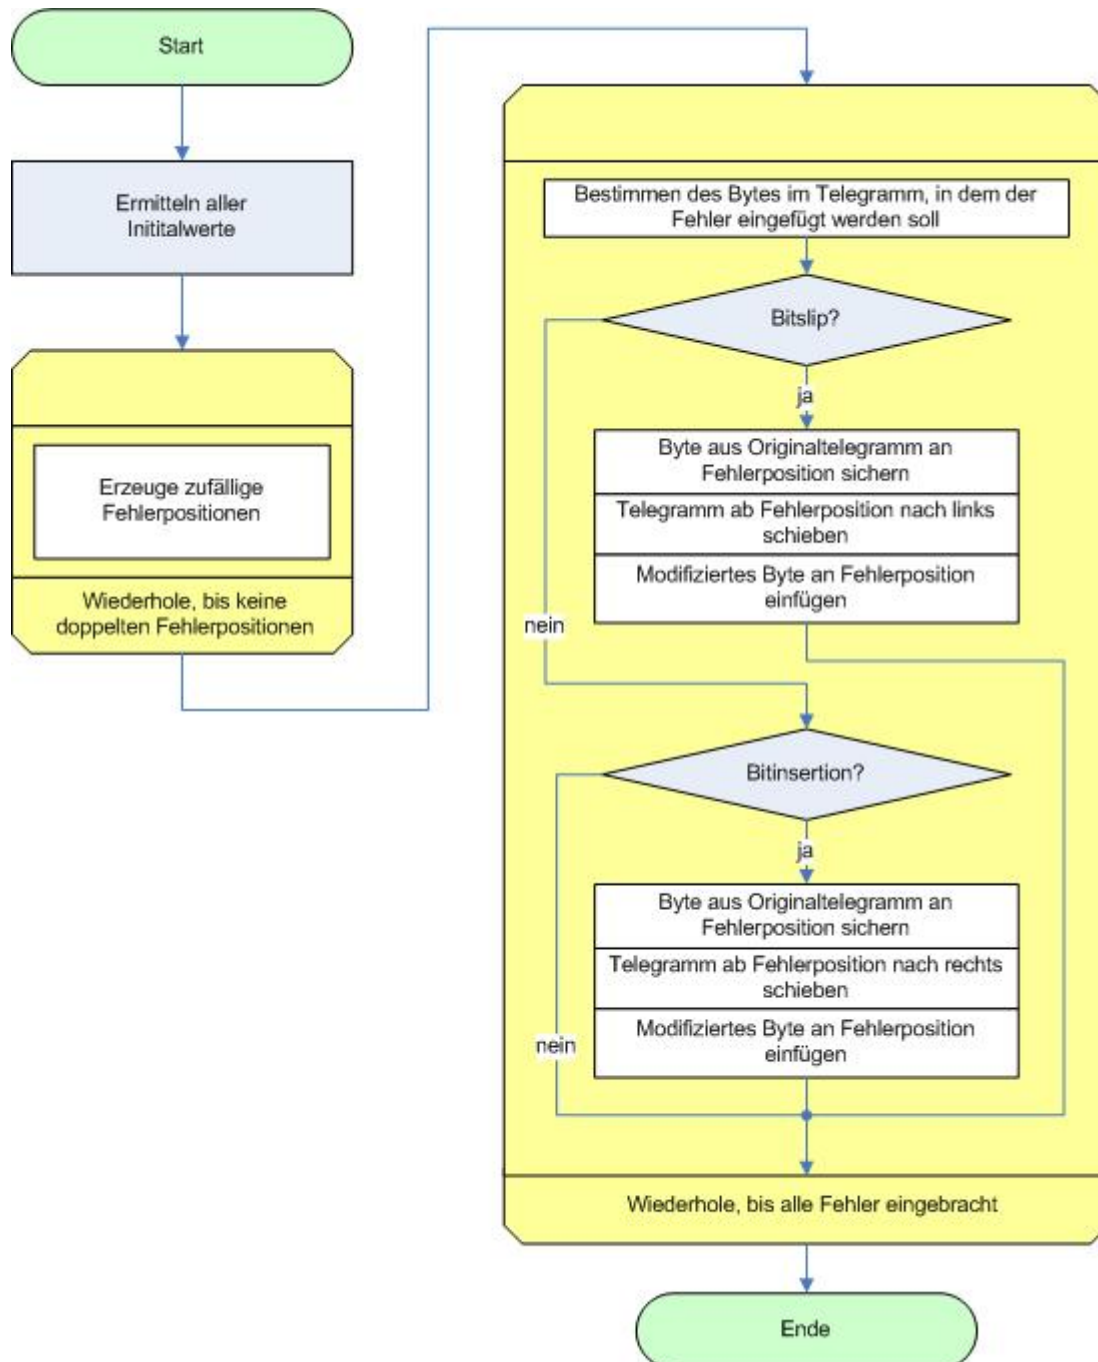 Start
Ermitteln aller
Inititalwerte
Erzeuge zufällige
Fehlerpositionen
Wiederhole, bis keine
doppelten Fehlerpositionen
Bestimmen des Bytes im Telegramm, in dem der
Fehler eingefügt werden soll
Bitslip?
ja
Byte aus Originaltelegramm an
Fehlerposition sichern
Telegramm ab Fehlerposition nach links
schieben
Modifiziertes Byte an Fehlerposition
einfügen
nein
Bitinsertion?
ja
Byte aus Originaltelegramm an
Fehlerposition sichern
Telegramm ab Fehlerposition nach rechts
schieben
Modifiziertes Byte an Fehlerposition
einfügen
nein
Wiederhole, bis alle Fehler eingebracht
Ende